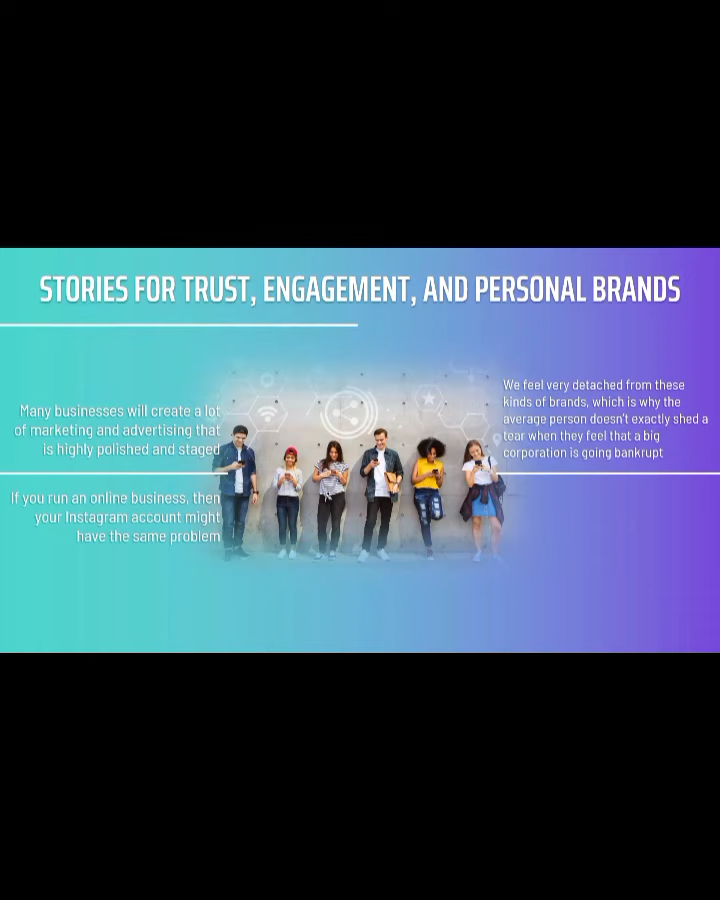 STORIES FOR TRUST, ENGAGEMENT, AND PERSONAL BRANDS
Many businesses will create a lot
of marketing and advertising that
is highly polished and staged
If you run an online business, then
your Instagram account might
have the same problem
We feel very detached from these
kinds of brands, which is why the
average person doesn't exactly shed a
tear when they feel that a big
corporation is going bankrupt